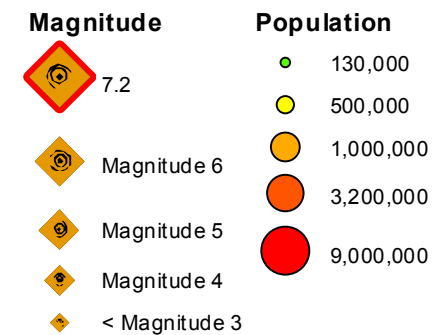 Magnitude
7.2
Magnitude 6
Magnitude 5
Magnitude 4
< Magnitude 3
Population
130,000
500,000
1,000,000
3,200,000
9,000,000